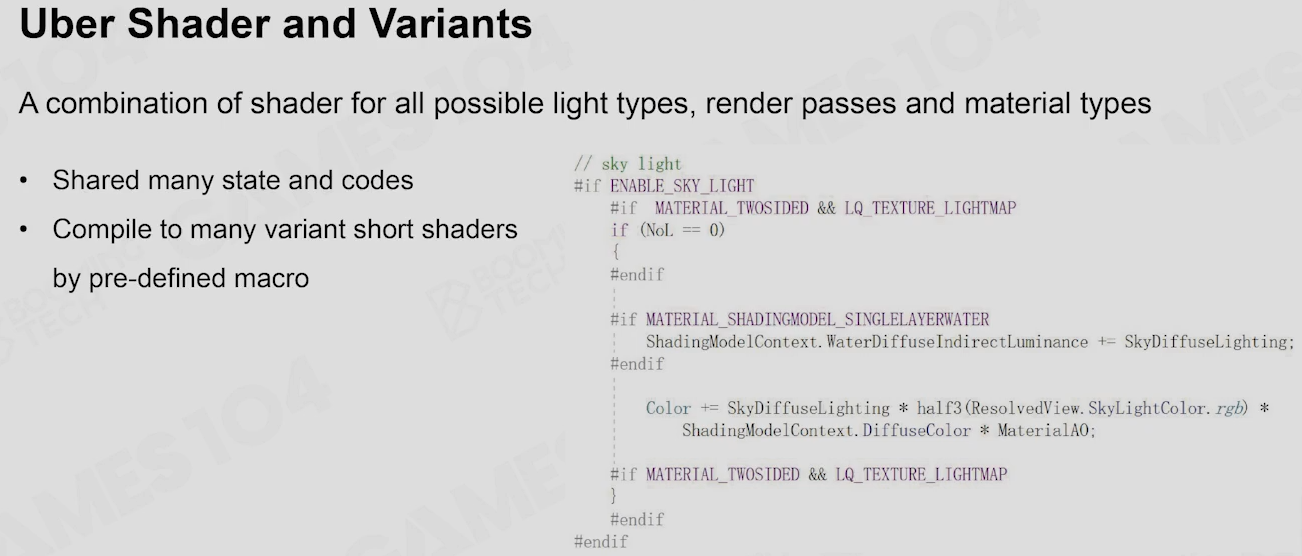 Uber Shader and Variants
A combination of shader for all possible light types, render passes and material types
• Shared many state and codes
• Compile to many variant short shaders
by pre-defined macro
// sky light
#if ENABLE_SKY_LIGHT
#if MATERIAL_TWOSIDED && LQ_TEXTURE_LIGHTMAP
if (NoL == 0)
{
#endif
#if MATERIAL_SHADINGMODEL_SINGLELAYERWATER
ShadingModelContext.WaterDiffuseIndirectLuminance += SkyDiffuseLighting;
#endif
Color += SkyDiffuseLighting * half3(ResolvedView.SkyLightColor.rgb) *
ShadingModelContext.DiffuseColor * MaterialAO;
#if MATERIAL_TWOSIDED && LQ_TEXTURE_LIGHTMAP
}
#endif
#endif
GAMES104
BOOMING
TECH